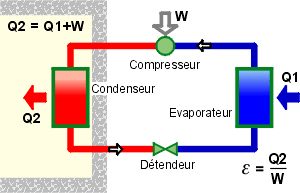 Q2 = Q1+W
W
Compresseur
Condenseur
Q1
Evaporateur
Q2
Détendeur
ε = Q2
W